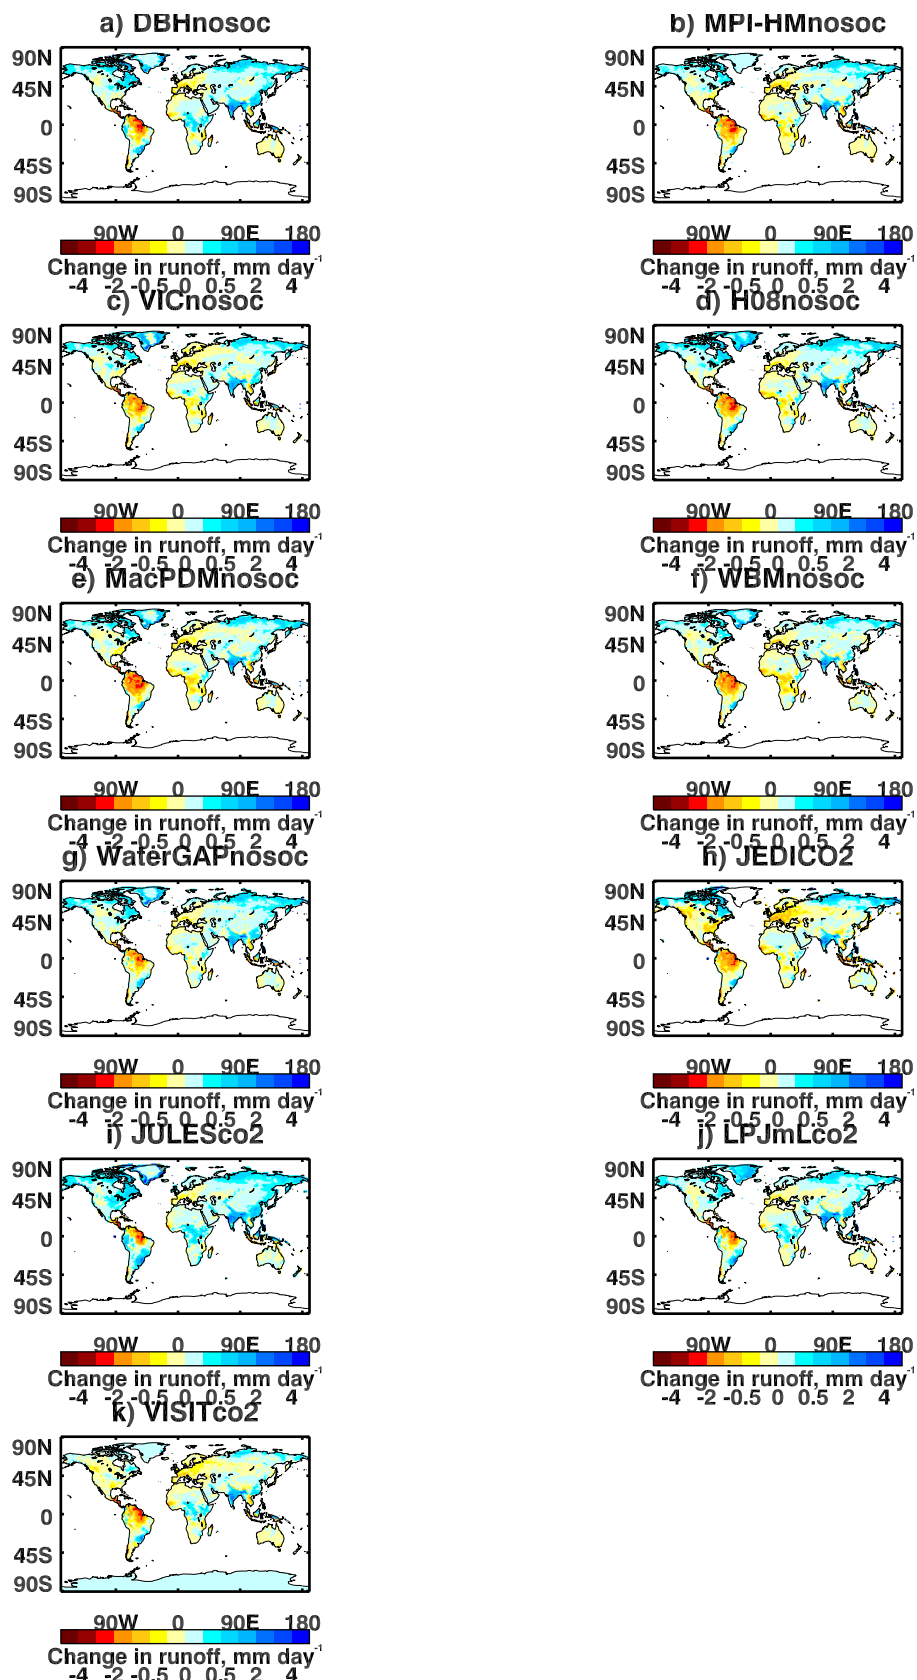 a) DBHnosoc
90N
45N
0
45S
90S
90W 0 90E 180
Change in runoff, mm day-1
-4 -2 -0.5 0 0.5 2 4
b) MPI-HMnosoc
90N
45N
0
45S
90S
90W 0 90E 180
Change in runoff, mm day-1
-4 -2 -0.5 0 0.5 2 4
c) VICnosoc
90N
45N
0
45S
90S
90W 0 90E 180
Change in runoff, mm day-1
-4 -2 -0.5 0 0.5 2 4
d) H08nosoc
90N
45N
0
45S
90S
90W 0 90E 180
Change in runoff, mm day-1
-4 -2 -0.5 0 0.5 2 4
e) MacPDMnosoc
90N
45N
0
45S
90S
90W 0 90E 180
Change in runoff, mm day-1
-4 -2 -0.5 0 0.5 2 4
f) WBMnosoc
90N
45N
0
45S
90S
90W 0 90E 180
Change in runoff, mm day-1
-4 -2 -0.5 0 0.5 2 4
g) WaterGAPnosoc
90N
45N
0
45S
90S
90W 0 90E 180
Change in runoff, mm day-1
-4 -2 -0.5 0 0.5 2 4
h) JEDICO2
90N
45N
0
45S
90S
90W 0 90E 180
Change in runoff, mm day-1
-4 -2 -0.5 0 0.5 2 4
i) JULESco2
90N
45N
0
45S
90S
90W 0 90E 180
Change in runoff, mm day-1
-4 -2 -0.5 0 0.5 2 4
j) LPJmLco2
90N
45N
0
45S
90S
90W 0 90E 180
Change in runoff, mm day-1
-4 -2 -0.5 0 0.5 2 4
k) VISITco2
90N
45N
0
45S
90S
90W 0 90E 180
Change in runoff, mm day-1
-4 -2 -0.5 0 0.5 2 4